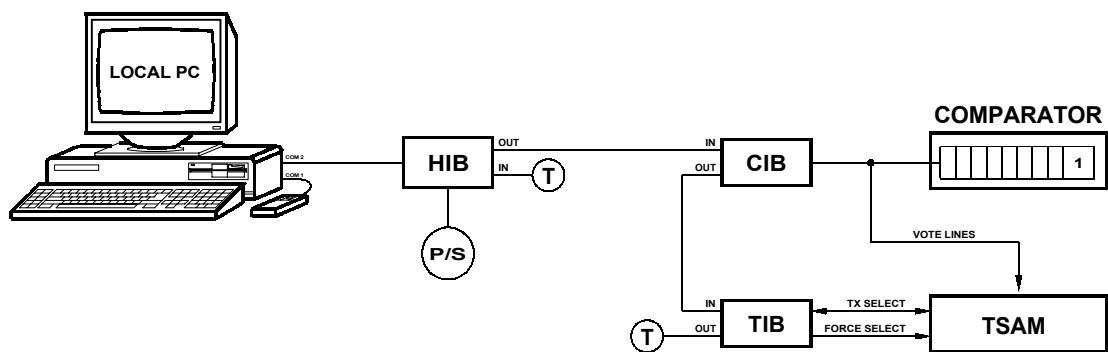 LOCAL PC
COM 2
COM 1
HIB
OUT
IN
T
P/S
IN
OUT
CIB
COMPARATOR
1
VOTE LINES
T
IN
OUT
TIB
TX SELECT
FORCE SELECT
TSAM